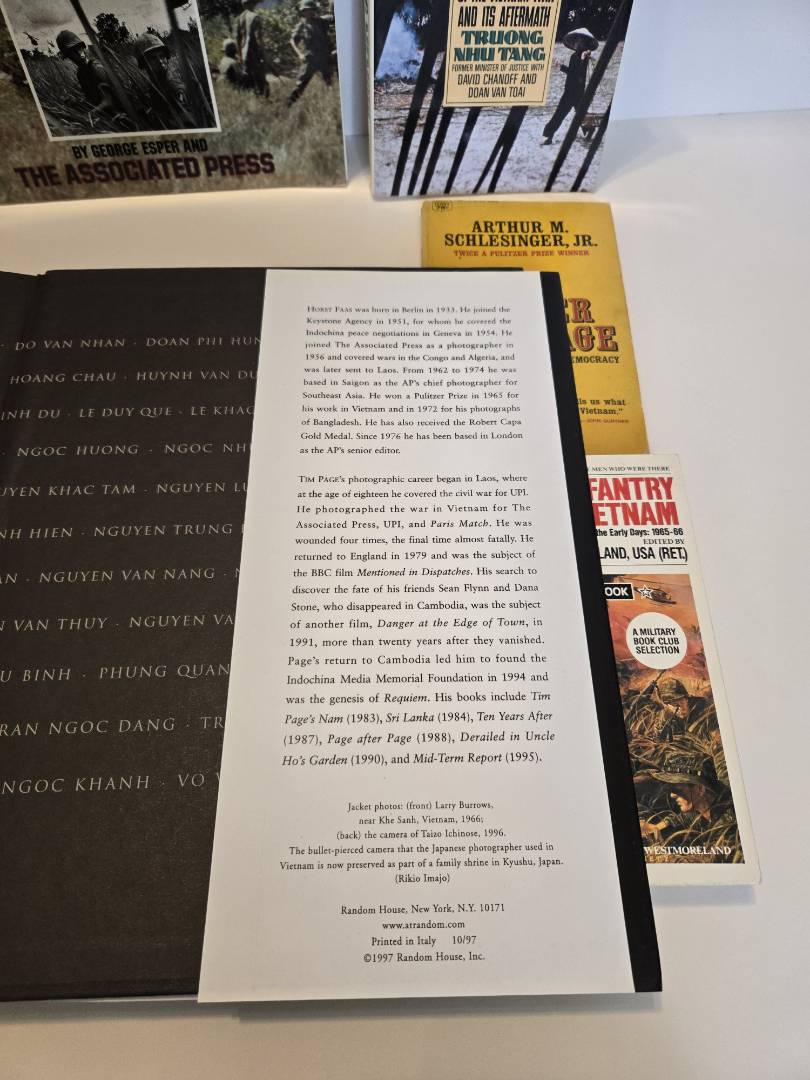 BY GEORGE ESPER AND
THE ASSOCIATED PRESS
AND ITS AFTERMATH
TRUONG
NHU TANG
FORMER MINISTER OF JUSTICE WITH
DAVID CHANOFF AND
DOAN VAN TOAI
ARTHUR M.
SCHLESINGER, JR.
TWICE A PULITZER PRIZE WINNER
ER
GE
MOCRACY
us what
Vietnam."
MEN WHO WERE THERE
FANTRY
ETNAM
the Early Days: 1965-66
EDITED BY
LAND, USA (RET.)
OOK
A MILITARY
BOOK CLUB
SELECTION
WESTMORELAND
· DO VAN NHAN · DOAN PHI HUN
HOANG CHAU · HUYNH VAN DU
INH DU · LE DUY QUE · LE KHAC
· NGOC HUONG · NGOC NH
UYEN KHAC TAM · NGUYEN LU
NH HIEN · NGUYEN TRUNG
AN · NGUYEN VAN NANG ·
N VAN THUY · NGUYEN VA
U BINH · PHUNG QUAN
RAN NGOC DANG · TR
NGOC KHANH · VO V
HORST FAAS was born in Berlin in 1933. He joined the
Keystone Agency in 1951, for whom he covered the
Indochina peace negotiations in Geneva in 1954. He
joined The Associated Press as a photographer in
1956 and covered wars in the Congo and Algeria, and
was later sent to Laos. From 1962 to 1974 he was
based in Saigon as the AP's chief photographer for
Southeast Asia. He won a Pulitzer Prize in 1965 for
his work in Vietnam and in 1972 for his photographs
of Bangladesh. He has also received the Robert Capa
Gold Medal. Since 1976 he has been based in London
as the AP's senior editor.
TIM PAGE's photographic career began in Laos, where
at the age of eighteen he covered the civil war for UPI.
He photographed the war in Vietnam for The
Associated Press, UPI, and Paris Match. He was
wounded four times, the final time almost fatally. He
returned to England in 1979 and was the subject of
the BBC film Mentioned in Dispatches. His search to
discover the fate of his friends Sean Flynn and Dana
Stone, who disappeared in Cambodia, was the subject
of another film, Danger at the Edge of Town, in
1991, more than twenty years after they vanished.
Page's return to Cambodia led him to found the
Indochina Media Memorial Foundation in 1994 and
was the genesis of Requiem. His books include Tim
Page's Nam (1983), Sri Lanka (1984), Ten Years After
(1987), Page after Page (1988), Derailed in Uncle
Ho's Garden (1990), and Mid-Term Report (1995).
Jacket photos: (front) Larry Burrows,
near Khe Sanh, Vietnam, 1966;
(back) the camera of Taizo Ichinose, 1996.
The bullet-pierced camera that the Japanese photographer used in
Vietnam is now preserved as part of a family shrine in Kyushu, Japan.
(Rikio Imajo)
Random House, New York, N.Y. 10171
www.atrandom.com
Printed in Italy 10/97
©1997 Random House, Inc.